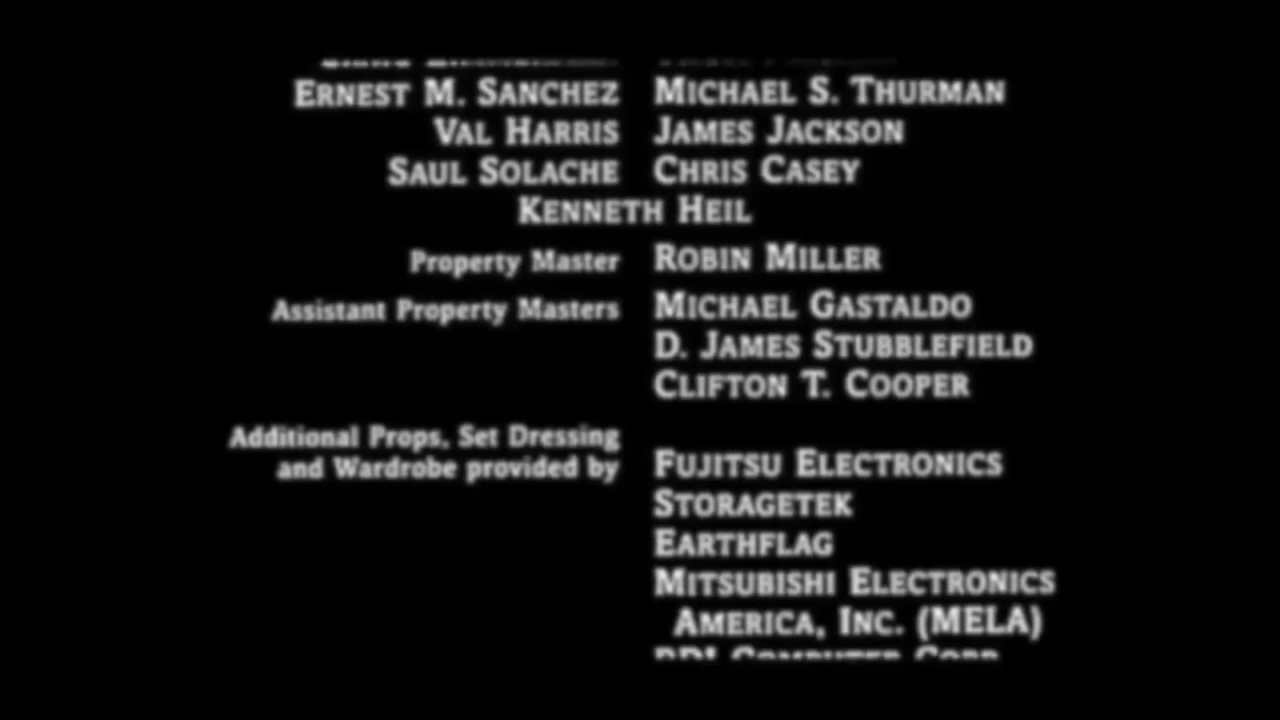 ERNEST M. SANCHEZ MICHAEL S. THURMAN
VAL HARRIS JAMES JACKSON
SAUL SOLACHE CHRIS CASEY
KENNETH HEIL
Property Master ROBIN MILLER
Assistant Property Masters MICHAEL GASTALDO
D. JAMES STUBBLEFIELD
CLIFTON T. COOPER
Additional Props, Set Dressing
and Wardrobe provided by FUJITSU ELECTRONICS
STORAGETEK
EARTHFLAG
MITSUBISHI ELECTRONICS
AMERICA, INC. (MELA)
COMPUTER CORP